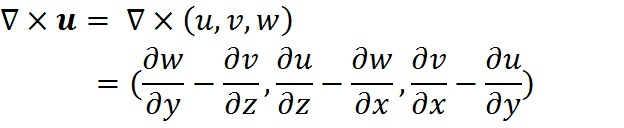 ∇ × 𝒖 = ∇ × (u, v, w)
= (∂w/∂y − ∂v/∂z, ∂u/∂z − ∂w/∂x, ∂v/∂x − ∂u/∂y)